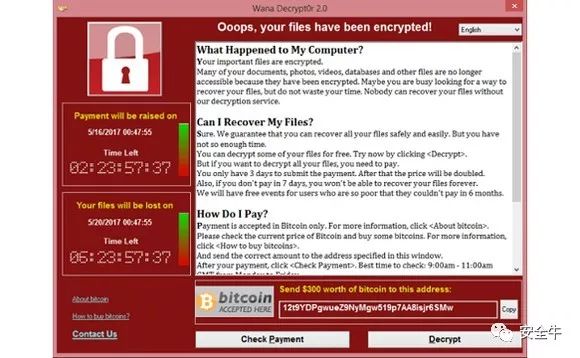 Wana Decrypt0r 2.0
Ooops, your files have been encrypted!
English
What Happened to My Computer?
Your important files are encrypted.
Many of your documents, photos, videos, databases and other files are no longer
accessible because they have been encrypted. Maybe you are busy looking for a way to
recover your files, but do not waste your time. Nobody can recover your files without
our decryption service.
Can I Recover My Files?
Sure. We guarantee that you can recover all your files safely and easily. But you have
not so enough time.
You can decrypt some of your files for free. Try now by clicking <Decrypt>.
But if you want to decrypt all your files, you need to pay.
You only have 3 days to submit the payment. After that the price will be doubled.
Also, if you don't pay in 7 days, you won't be able to recover your files forever.
We will have free events for users who are so poor that they couldn't pay in 6 months.
How Do I Pay?
Payment is accepted in Bitcoin only. For more information, click <About bitcoin>.
Please check the current price of Bitcoin and buy some bitcoins. For more information,
click <How to buy bitcoins>.
And send the correct amount to the address specified in this window.
After your payment, click <Check Payment>. Best time to check: 9:00am - 11:00am
GMT from Monday to Friday.
Payment will be raised on
5/16/2017 00:47:55
Time Left
02:23:57:37
Your files will be lost on
5/20/2017 00:47:55
Time Left
06:23:57:37
About bitcoin
How to buy bitcoins?
Contact Us
bitcoin
ACCEPTED HERE
Send $300 worth of bitcoin to this address:
12t9YDPgwueZ9NyMgw519p7AA8isjr6SMw
Copy
Check Payment
Decrypt
安全牛